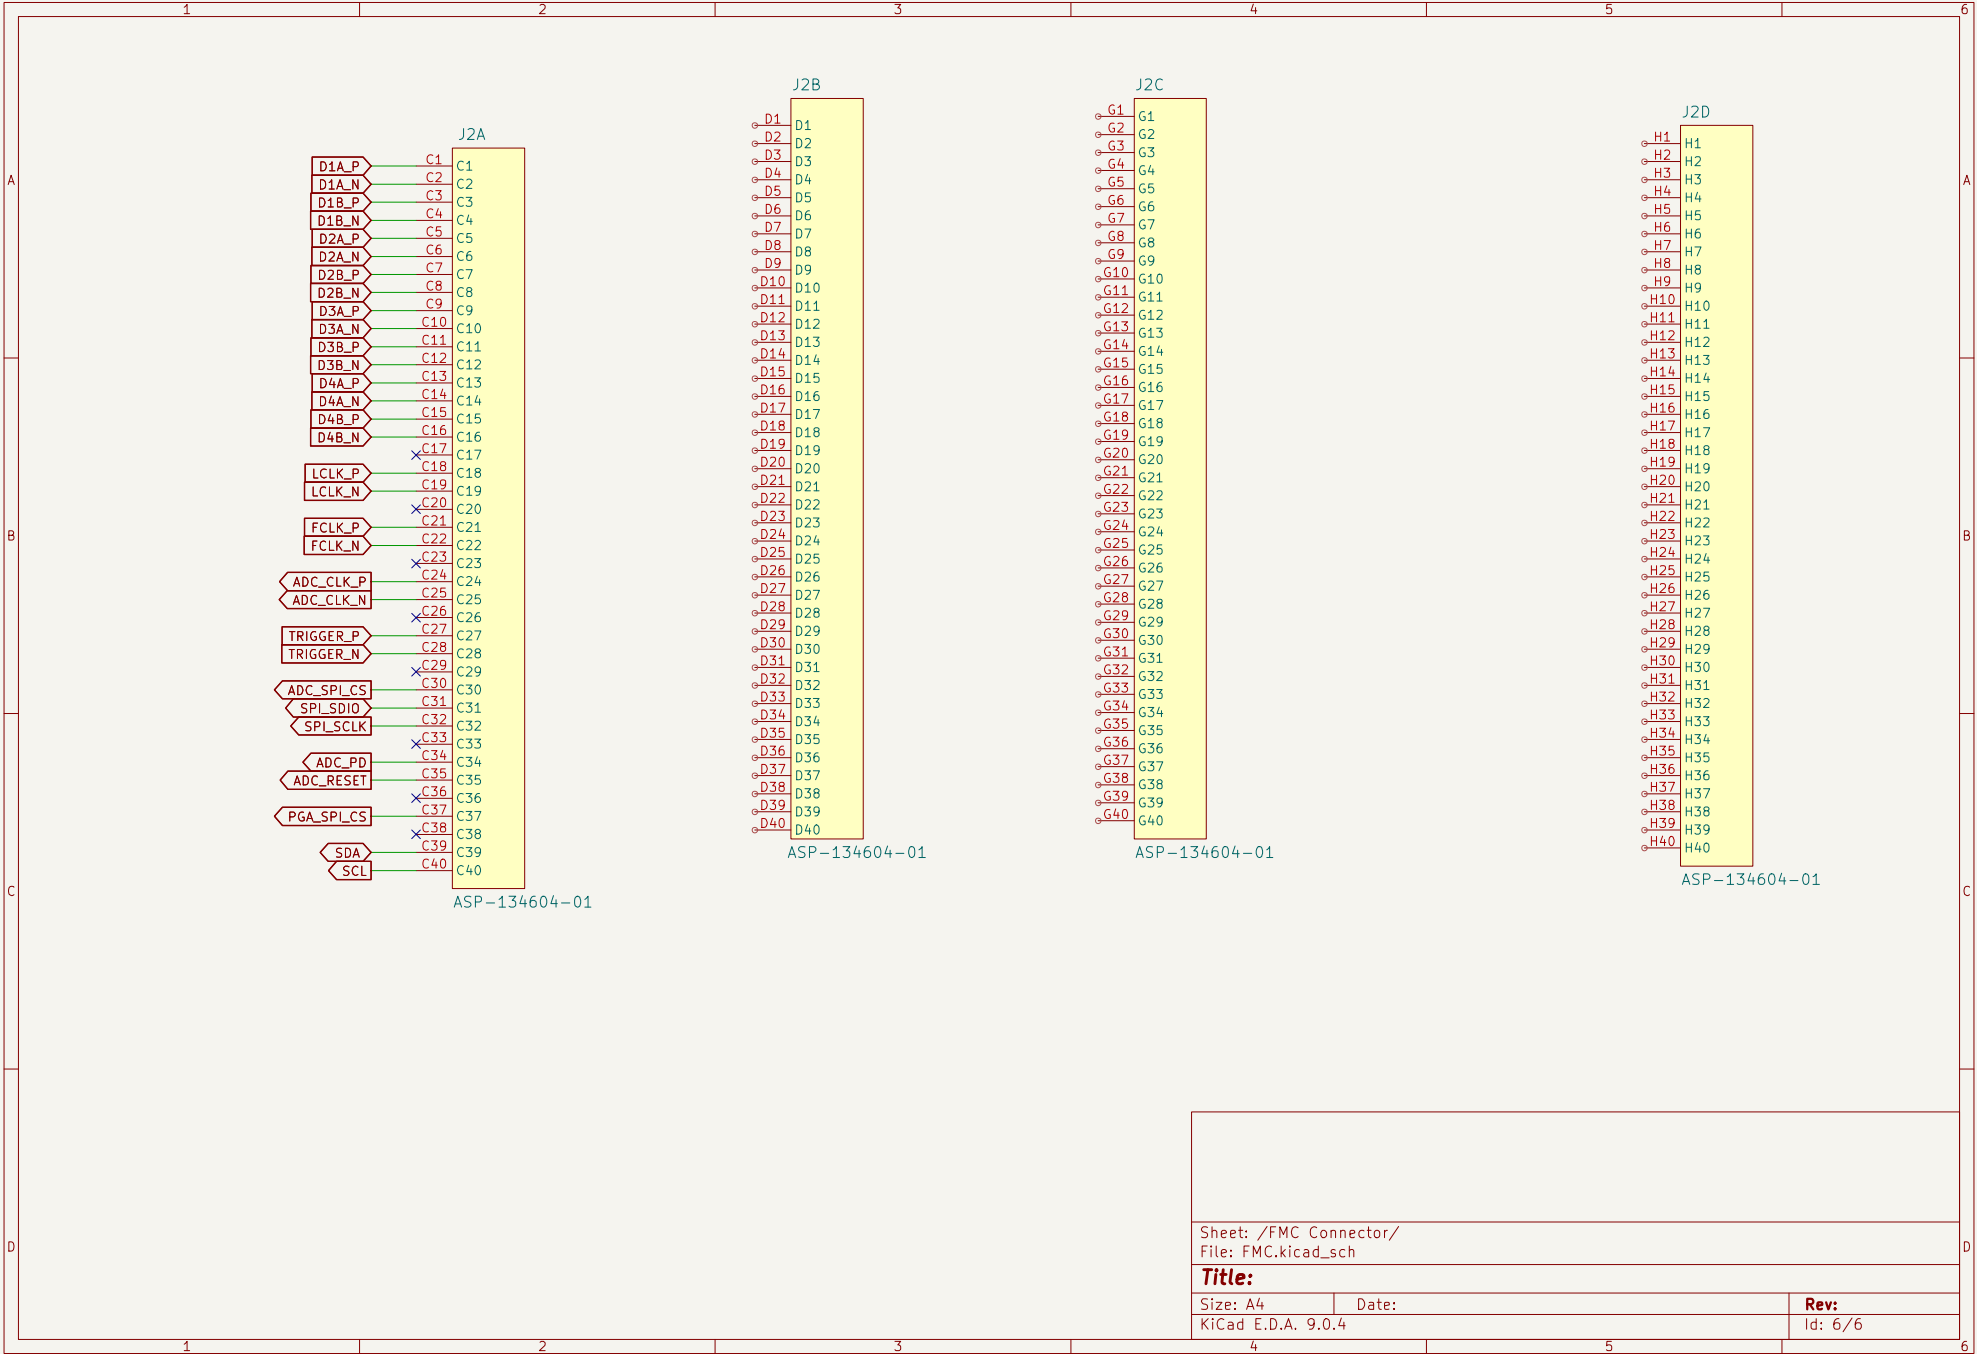 1 2 3 4 5 6
A
B
C
D
J2A
D1A_P C1 C1
D1A_N C2 C2
D1B_P C3 C3
D1B_N C4 C4
D2A_P C5 C5
D2A_N C6 C6
D2B_P C7 C7
D2B_N C8 C8
D3A_P C9 C9
D3A_N C10 C10
D3B_P C11 C11
D3B_N C12 C12
D4A_P C13 C13
D4A_N C14 C14
D4B_P C15 C15
D4B_N C16 C16
C17 C17
LCLK_P C18 C18
LCLK_N C19 C19
C20 C20
FCLK_P C21 C21
FCLK_N C22 C22
C23 C23
ADC_CLK_P C24 C24
ADC_CLK_N C25 C25
C26 C26
TRIGGER_P C27 C27
TRIGGER_N C28 C28
C29 C29
ADC_SPI_CS C30 C30
SPI_SDIO C31 C31
SPI_SCLK C32 C32
C33 C33
ADC_PD C34 C34
ADC_RESET C35 C35
C36 C36
PGA_SPI_CS C37 C37
C38 C38
SDA C39 C39
SCL C40 C40
ASP-134604-01
J2B
D1 D1
D2 D2
D3 D3
D4 D4
D5 D5
D6 D6
D7 D7
D8 D8
D9 D9
D10 D10
D11 D11
D12 D12
D13 D13
D14 D14
D15 D15
D16 D16
D17 D17
D18 D18
D19 D19
D20 D20
D21 D21
D22 D22
D23 D23
D24 D24
D25 D25
D26 D26
D27 D27
D28 D28
D29 D29
D30 D30
D31 D31
D32 D32
D33 D33
D34 D34
D35 D35
D36 D36
D37 D37
D38 D38
D39 D39
D40 D40
ASP-134604-01
J2C
G1 G1
G2 G2
G3 G3
G4 G4
G5 G5
G6 G6
G7 G7
G8 G8
G9 G9
G10 G10
G11 G11
G12 G12
G13 G13
G14 G14
G15 G15
G16 G16
G17 G17
G18 G18
G19 G19
G20 G20
G21 G21
G22 G22
G23 G23
G24 G24
G25 G25
G26 G26
G27 G27
G28 G28
G29 G29
G30 G30
G31 G31
G32 G32
G33 G33
G34 G34
G35 G35
G36 G36
G37 G37
G38 G38
G39 G39
G40 G40
ASP-134604-01
J2D
H1 H1
H2 H2
H3 H3
H4 H4
H5 H5
H6 H6
H7 H7
H8 H8
H9 H9
H10 H10
H11 H11
H12 H12
H13 H13
H14 H14
H15 H15
H16 H16
H17 H17
H18 H18
H19 H19
H20 H20
H21 H21
H22 H22
H23 H23
H24 H24
H25 H25
H26 H26
H27 H27
H28 H28
H29 H29
H30 H30
H31 H31
H32 H32
H33 H33
H34 H34
H35 H35
H36 H36
H37 H37
H38 H38
H39 H39
H40 H40
ASP-134604-01
A
B
C
D
Sheet: /FMC Connector/
File: FMC.kicad_sch
Title:
Size: A4 Date: Rev:
KiCad E.D.A. 9.0.4 Id: 6/6
1 2 3 4 5 6